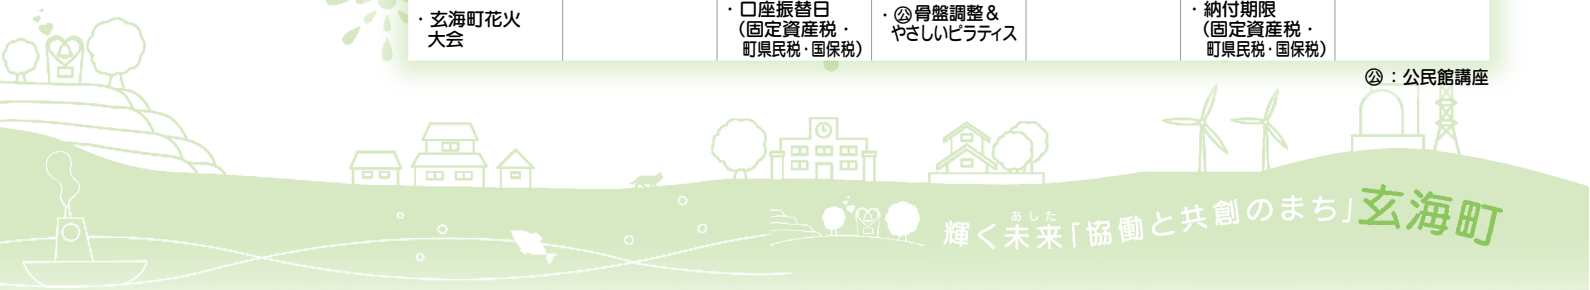 ・玄海町花火
大会
・口座振替日
（固定資産税・
町県民税・国保税）
・㊡骨盤調整＆
やさしいピラティス
・納付期限
（固定資産税・
町県民税・国保税）
㊡：公民館講座
あした
輝く未来「協働と共創のまち」玄海町